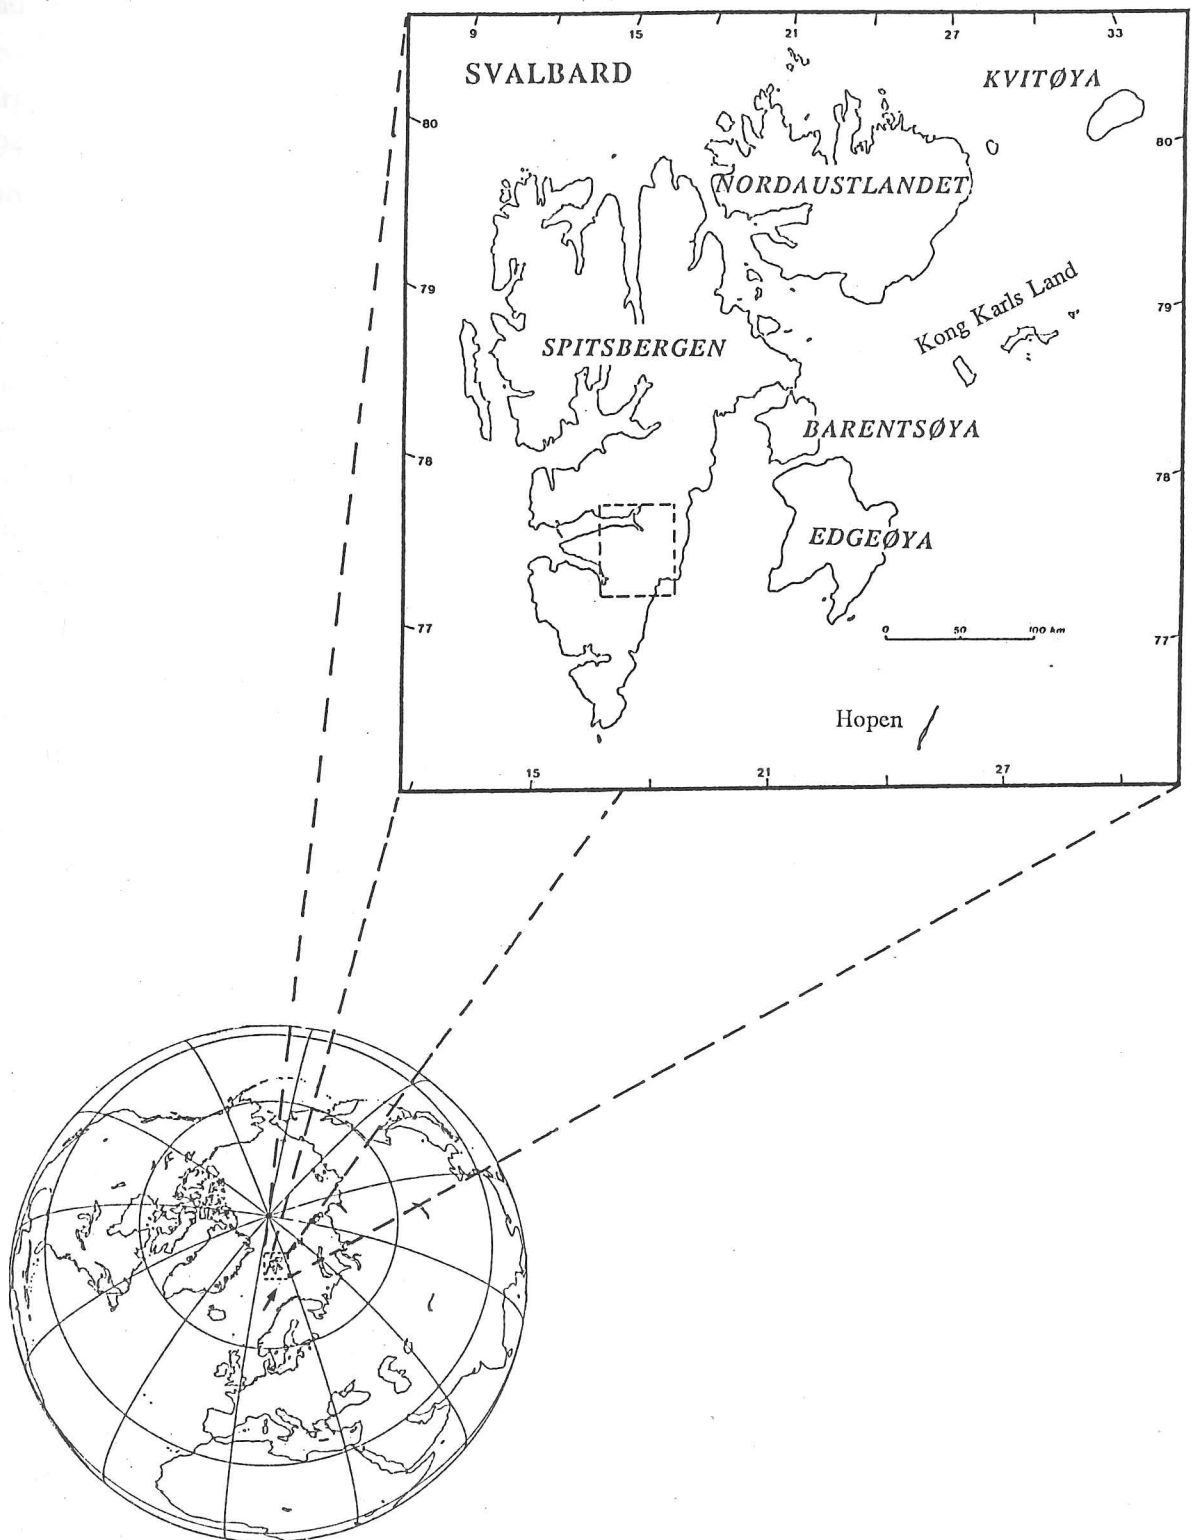 9 15 21 27 33
SVALBARD
KVITØYA
80
80
NORDAUSTLANDET
79
79
Kong Karls Land
SPITSBERGEN
BARENTSØYA
78
78
EDGEØYA
0 50 100 km
77
77
Hopen
15 21 27